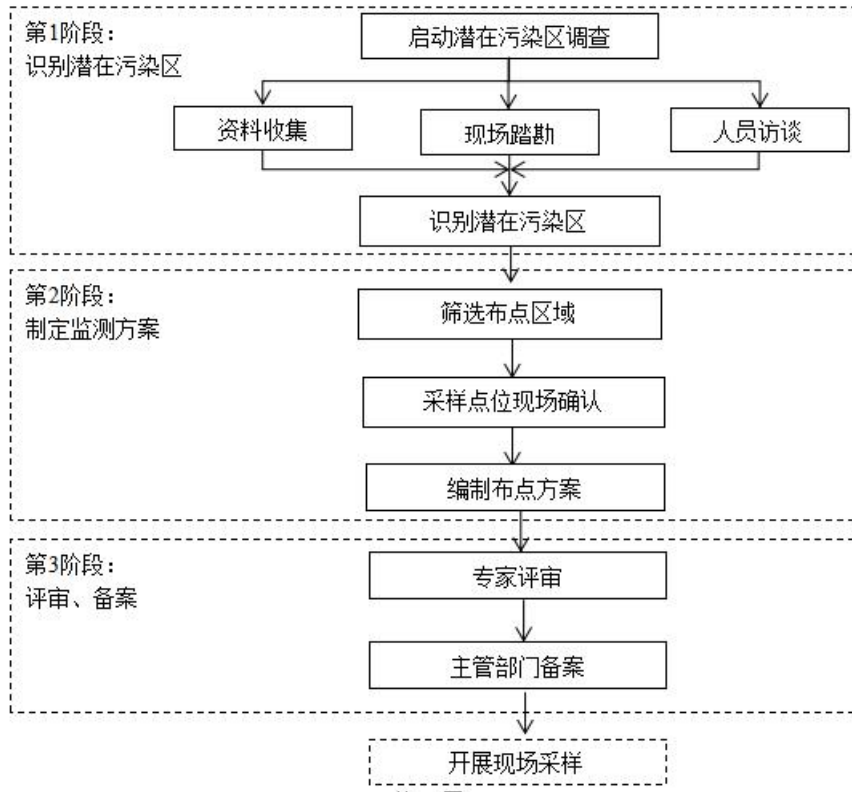 第1阶段：
识别潜在污染区
启动潜在污染区调查
资料收集
现场踏勘
人员访谈
识别潜在污染区
第2阶段：
制定监测方案
筛选布点区域
采样点位现场确认
编制布点方案
第3阶段：
评审、备案
专家评审
主管部门备案
开展现场采样